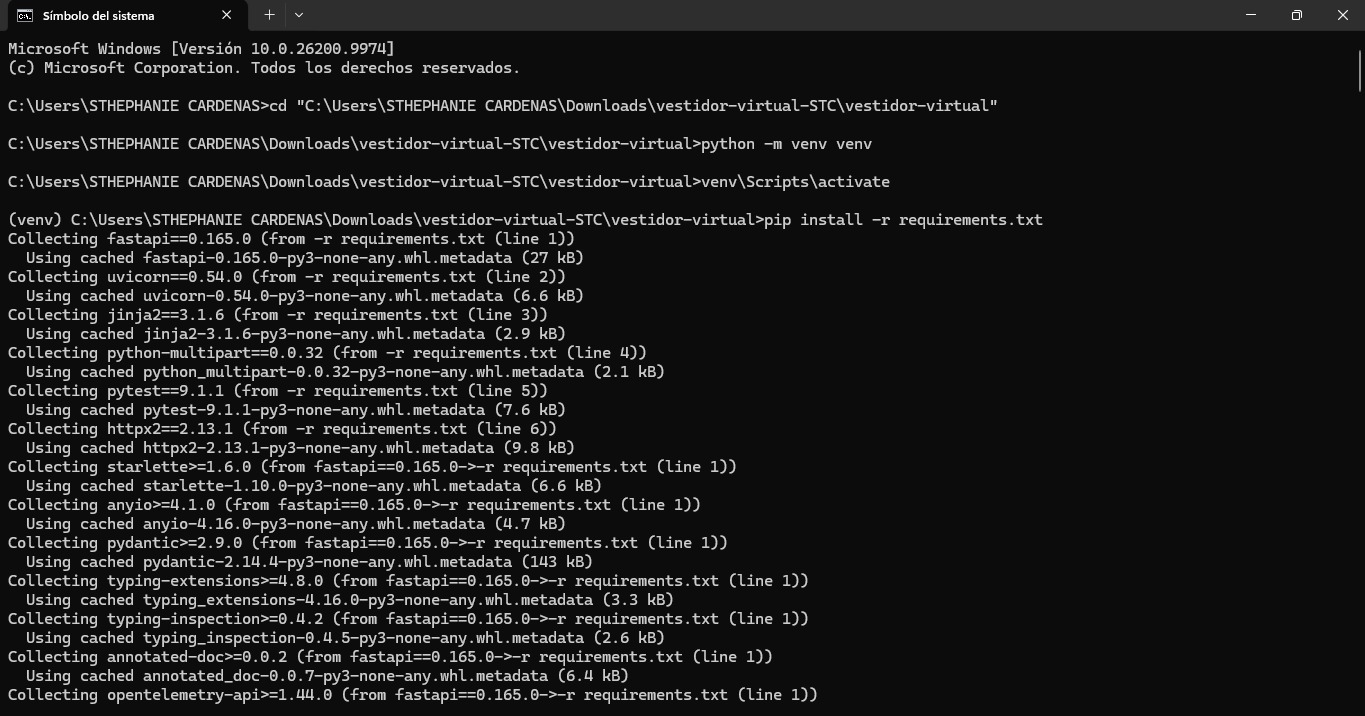 Símbolo del sistema
Microsoft Windows [Versión 10.0.26200.9974]
(c) Microsoft Corporation. Todos los derechos reservados.
C:\Users\STHEPHANIE CARDENAS>cd "C:\Users\STHEPHANIE CARDENAS\Downloads\vestidor-virtual-STC\vestidor-virtual"
C:\Users\STHEPHANIE CARDENAS\Downloads\vestidor-virtual-STC\vestidor-virtual>python -m venv venv
C:\Users\STHEPHANIE CARDENAS\Downloads\vestidor-virtual-STC\vestidor-virtual>venv\Scripts\activate
(venv) C:\Users\STHEPHANIE CARDENAS\Downloads\vestidor-virtual-STC\vestidor-virtual>pip install -r requirements.txt
Collecting fastapi==0.165.0 (from -r requirements.txt (line 1))
  Using cached fastapi-0.165.0-py3-none-any.whl.metadata (27 kB)
Collecting uvicorn==0.54.0 (from -r requirements.txt (line 2))
  Using cached uvicorn-0.54.0-py3-none-any.whl.metadata (6.6 kB)
Collecting jinja2==3.1.6 (from -r requirements.txt (line 3))
  Using cached jinja2-3.1.6-py3-none-any.whl.metadata (2.9 kB)
Collecting python-multipart==0.0.32 (from -r requirements.txt (line 4))
  Using cached python_multipart-0.0.32-py3-none-any.whl.metadata (2.1 kB)
Collecting pytest==9.1.1 (from -r requirements.txt (line 5))
  Using cached pytest-9.1.1-py3-none-any.whl.metadata (7.6 kB)
Collecting httpx2==2.13.1 (from -r requirements.txt (line 6))
  Using cached httpx2-2.13.1-py3-none-any.whl.metadata (9.8 kB)
Collecting starlette>=1.6.0 (from fastapi==0.165.0->-r requirements.txt (line 1))
  Using cached starlette-1.10.0-py3-none-any.whl.metadata (6.6 kB)
Collecting anyio>=4.1.0 (from fastapi==0.165.0->-r requirements.txt (line 1))
  Using cached anyio-4.16.0-py3-none-any.whl.metadata (4.7 kB)
Collecting pydantic>=2.9.0 (from fastapi==0.165.0->-r requirements.txt (line 1))
  Using cached pydantic-2.14.4-py3-none-any.whl.metadata (143 kB)
Collecting typing-extensions>=4.8.0 (from fastapi==0.165.0->-r requirements.txt (line 1))
  Using cached typing_extensions-4.16.0-py3-none-any.whl.metadata (3.3 kB)
Collecting typing-inspection>=0.4.2 (from fastapi==0.165.0->-r requirements.txt (line 1))
  Using cached typing_inspection-0.4.5-py3-none-any.whl.metadata (2.6 kB)
Collecting annotated-doc>=0.0.2 (from fastapi==0.165.0->-r requirements.txt (line 1))
  Using cached annotated_doc-0.0.7-py3-none-any.whl.metadata (6.4 kB)
Collecting opentelemetry-api>=1.44.0 (from fastapi==0.165.0->-r requirements.txt (line 1))